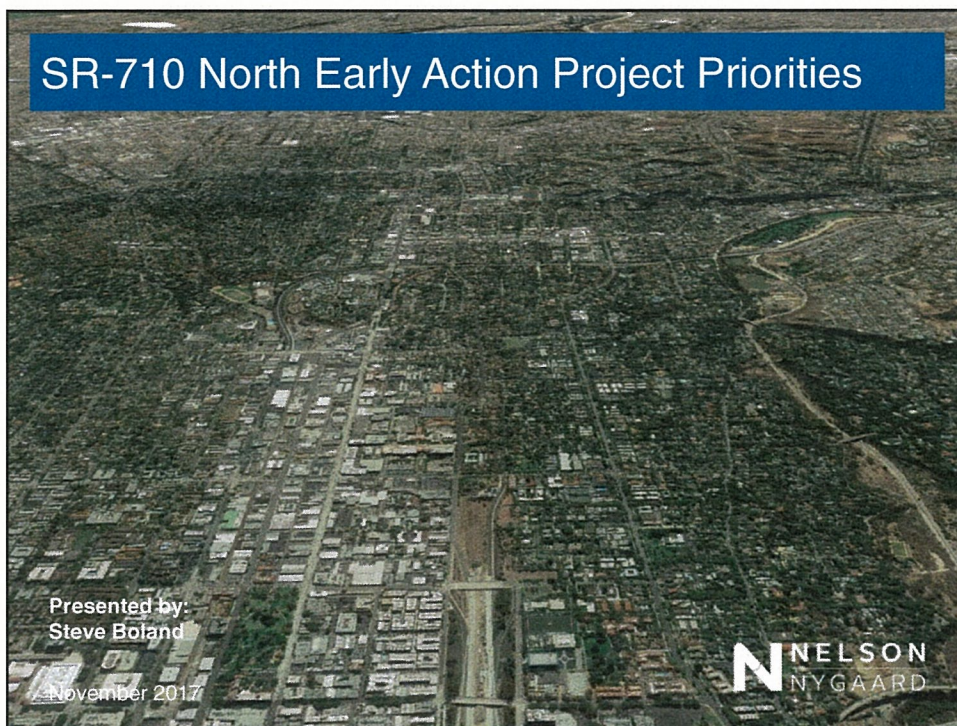 SR-710 North Early Action Project Priorities
Presented by:
Steve Boland
November 2017
NELSON
NYGAARD